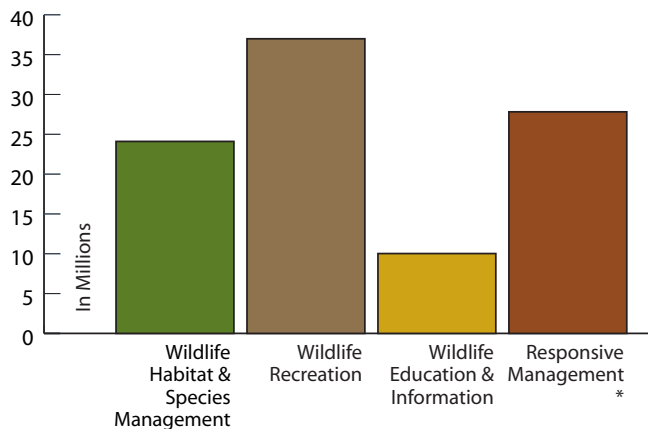 40
35
30
25
20
15
10
5
0
In Millions
Wildlife
Habitat &
Species
Management
Wildlife
Recreation
Wildlife
Education &
Information
Responsive
Management
*